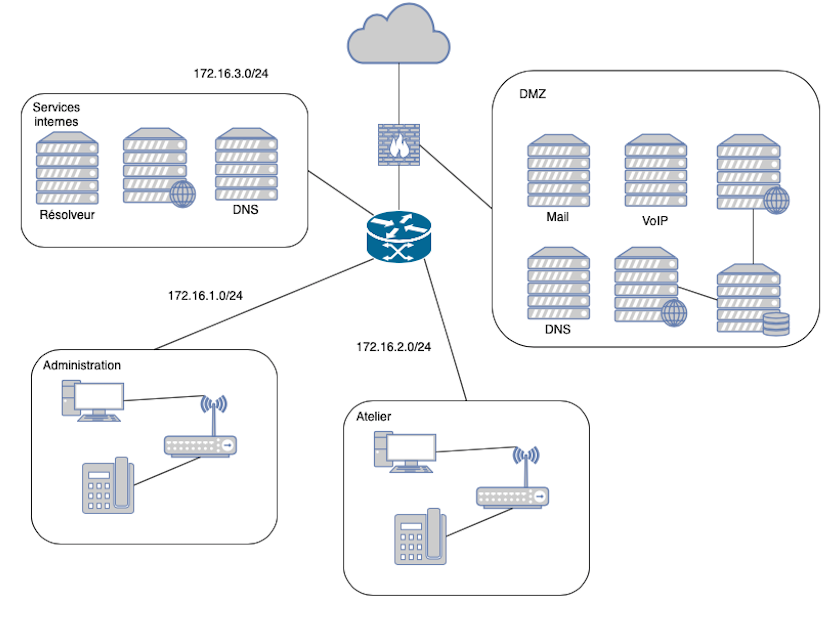 172.16.3.0/24
Services
internes
Résolveur
DNS
DMZ
Mail
VoIP
DNS
172.16.1.0/24
172.16.2.0/24
Administration
Atelier